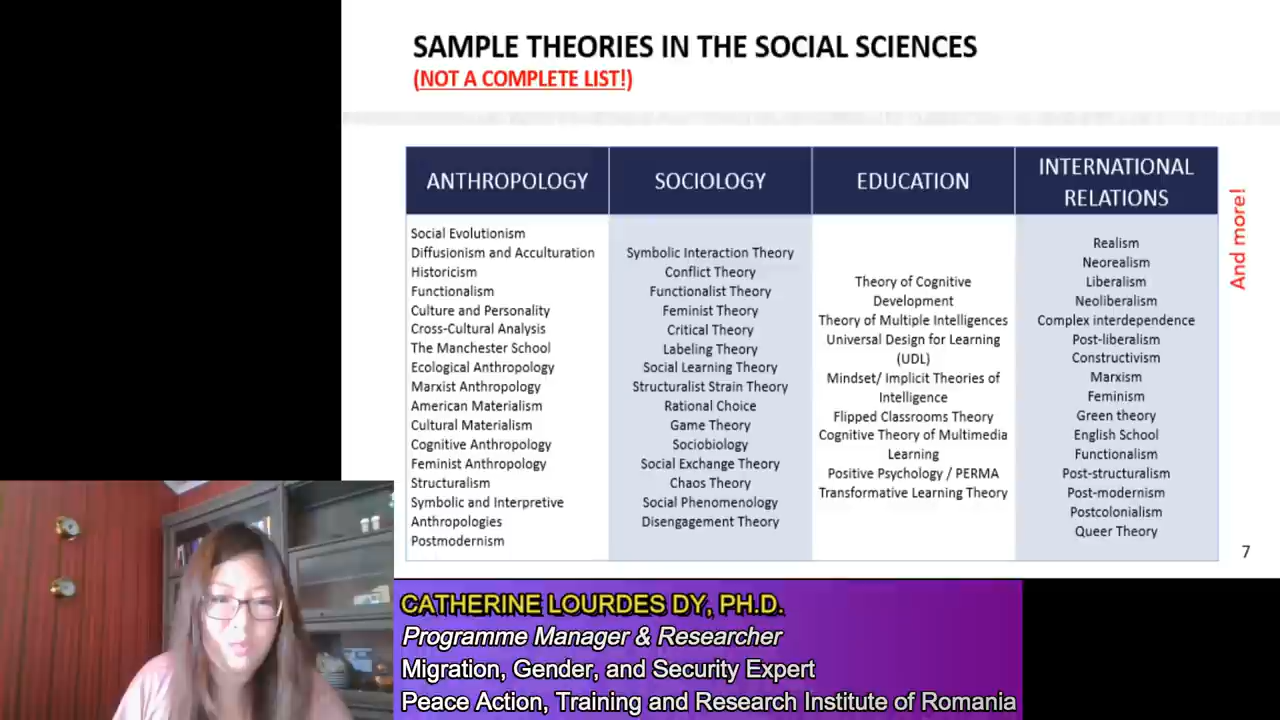 SAMPLE THEORIES IN THE SOCIAL SCIENCES
(NOT A COMPLETE LIST!)
ANTHROPOLOGY
Social Evolutionism
Diffusionism and Acculturation
Historicism
Functionalism
Culture and Personality
Cross-Cultural Analysis
The Manchester School
Ecological Anthropology
Marxist Anthropology
American Materialism
Cultural Materialism
Cognitive Anthropology
Feminist Anthropology
Structuralism
Symbolic and Interpretive
Anthropologies
Postmodernism
SOCIOLOGY
Symbolic Interaction Theory
Conflict Theory
Functionalist Theory
Feminist Theory
Critical Theory
Labeling Theory
Social Learning Theory
Structuralist Strain Theory
Rational Choice
Game Theory
Sociobiology
Social Exchange Theory
Chaos Theory
Social Phenomenology
Disengagement Theory
EDUCATION
Theory of Cognitive
Development
Theory of Multiple Intelligences
Universal Design for Learning
(UDL)
Mindset/ Implicit Theories of
Intelligence
Flipped Classrooms Theory
Cognitive Theory of Multimedia
Learning
Positive Psychology / PERMA
Transformative Learning Theory
INTERNATIONAL
RELATIONS
Realism
Neorealism
Liberalism
Neoliberalism
Complex interdependence
Post-liberalism
Constructivism
Marxism
Feminism
Green theory
English School
Functionalism
Post-structuralism
Post-modernism
Postcolonialism
Queer Theory
And more!
7
CATHERINE LOURDES DY, PH.D.
Programme Manager & Researcher
Migration, Gender, and Security Expert
Peace Action, Training and Research Institute of Romania